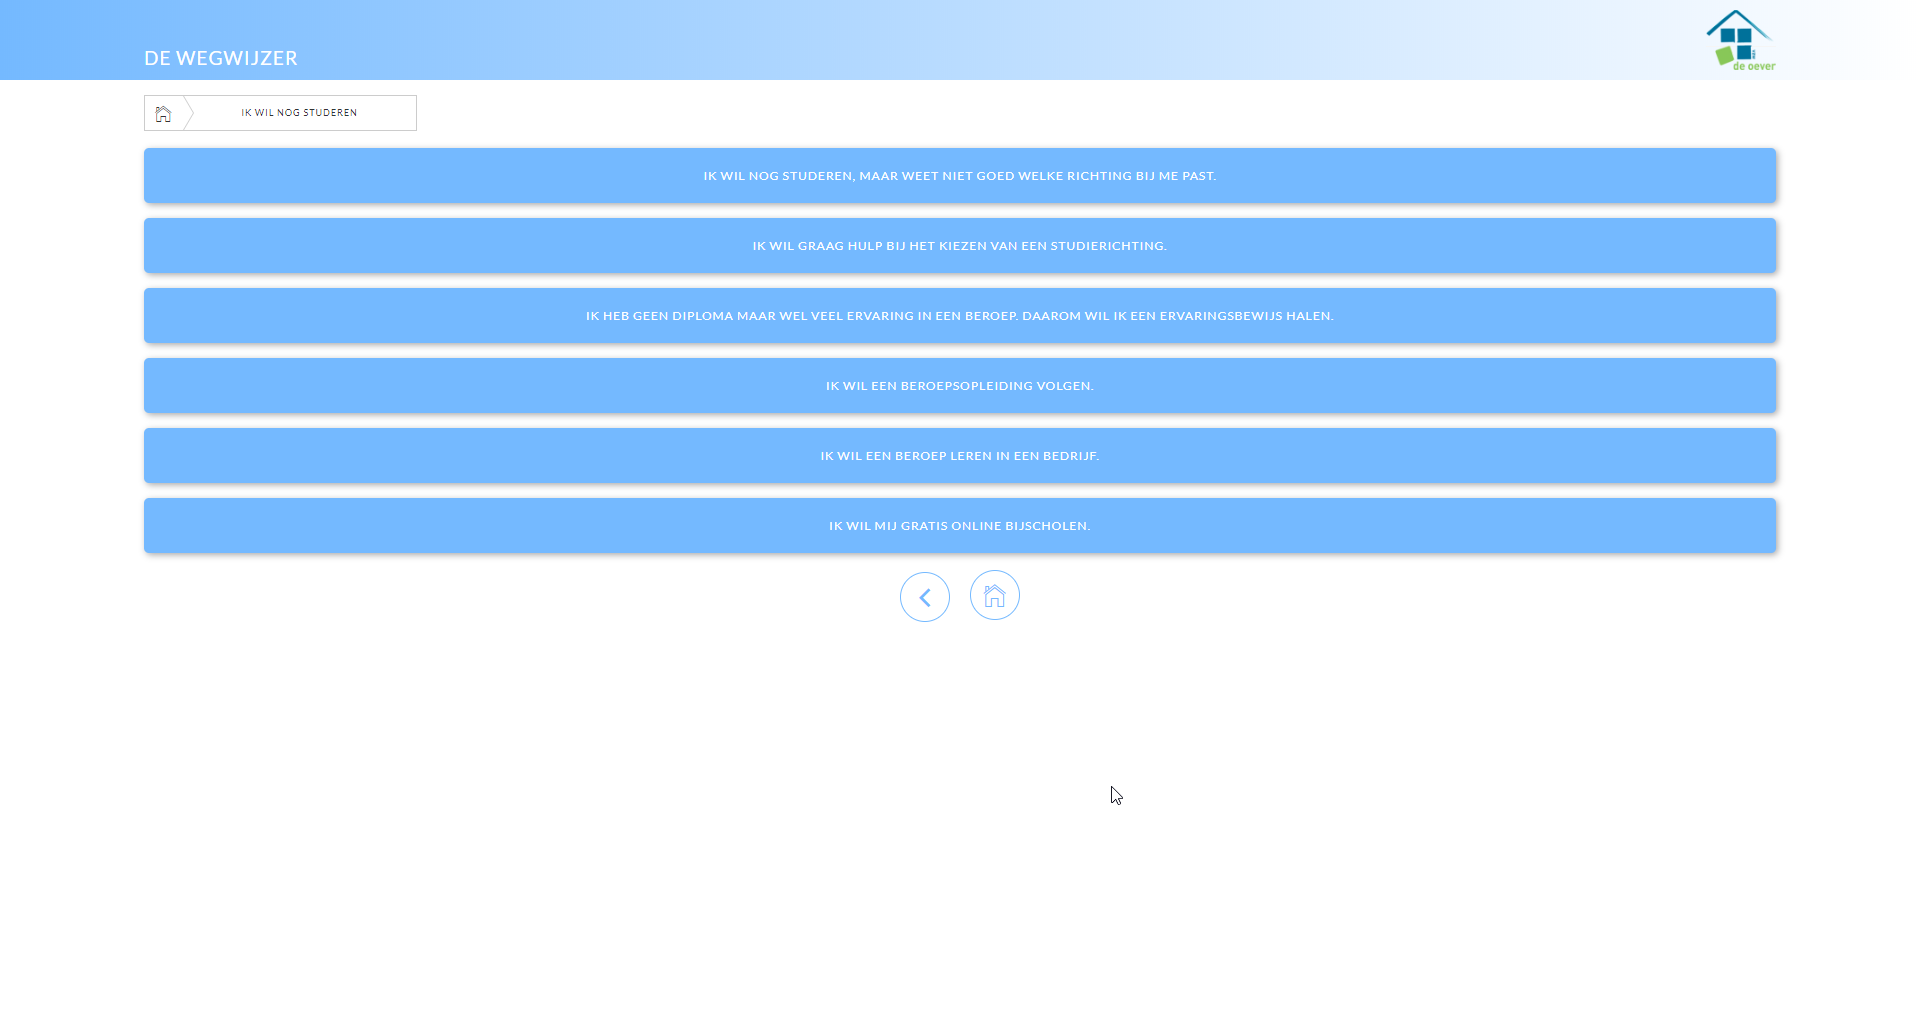 DE WEGWIJZER
de oever
IK WIL NOG STUDEREN
IK WIL NOG STUDEREN, MAAR WEET NIET GOED WELKE RICHTING BIJ ME PAST.
IK WIL GRAAG HULP BIJ HET KIEZEN VAN EEN STUDIERICHTING.
IK HEB GEEN DIPLOMA MAAR WEL VEEL ERVARING IN EEN BEROEP. DAAROM WIL IK EEN ERVARINGSBEWIJS HALEN.
IK WIL EEN BEROEPSOPLEIDING VOLGEN.
IK WIL EEN BEROEP LEREN IN EEN BEDRIJF.
IK WIL MIJ GRATIS ONLINE BIJSCHOLEN.